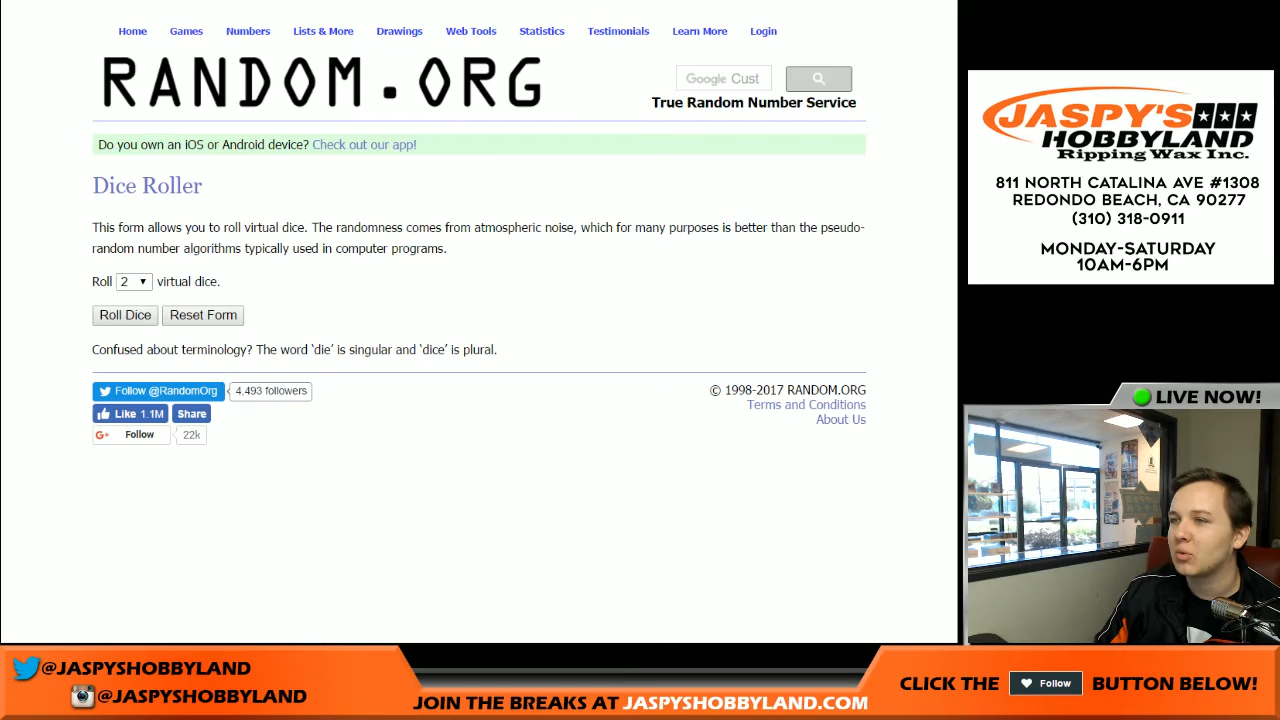 Home Games Numbers Lists & More Drawings Web Tools Statistics Testimonials Learn More Login
RANDOM.ORG
Google Cust
True Random Number Service
Do you own an iOS or Android device? Check out our app!
Dice Roller
This form allows you to roll virtual dice. The randomness comes from atmospheric noise, which for many purposes is better than the pseudo-
random number algorithms typically used in computer programs.
Roll 2 virtual dice.
Roll Dice Reset Form
Confused about terminology? The word ‘die’ is singular and ‘dice’ is plural.
Follow @RandomOrg 4,493 followers
Like 1.1M Share
G+ Follow 22k
© 1998-2017 RANDOM.ORG
Terms and Conditions
About Us
JASPY'S
HOBBYLAND
Ripping Wax Inc.
811 NORTH CATALINA AVE #1308
REDONDO BEACH, CA 90277
(310) 318-0911
MONDAY-SATURDAY
10AM-6PM
LIVE NOW!
@JASPYSHOBBYLAND
@JASPYSHOBBYLAND
JOIN THE BREAKS AT JASPYSHOBBYLAND.COM
CLICK THE Follow BUTTON BELOW!